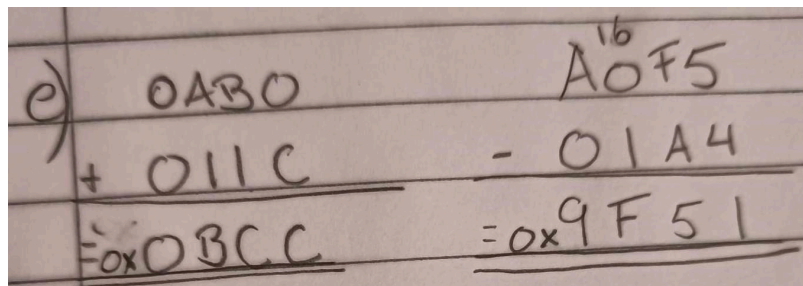 16
e) 0AB0 A0F5
+ 011C - 01A4
= 0x0BCC = 0x9F51